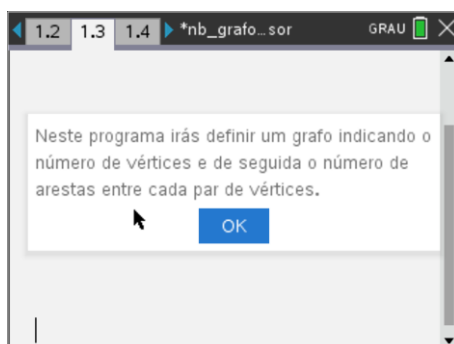 1.2 1.3 1.4 *nb_grafo…sor GRAU
Neste programa irás definir um grafo indicando o
número de vértices e de seguida o número de
arestas entre cada par de vértices.
OK